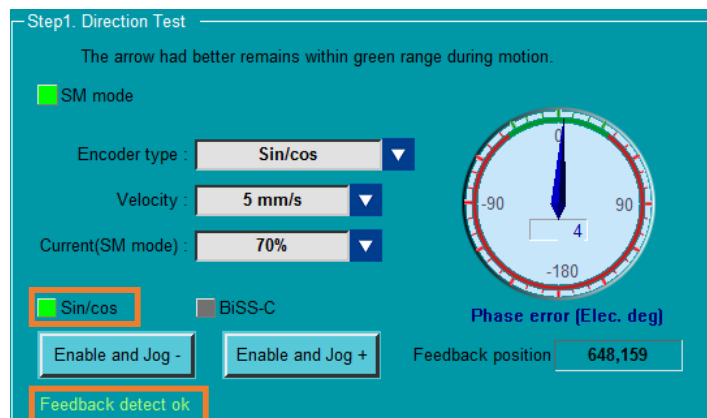 Step1. Direction Test
The arrow had better remains within green range during motion.
SM mode
Encoder type : Sin/cos
Velocity : 5 mm/s
Current(SM mode) : 70%
0
-90 90
4
-180
Phase error (Elec. deg)
Sin/cos BiSS-C
Enable and Jog - Enable and Jog + Feedback position 648,159
Feedback detect ok